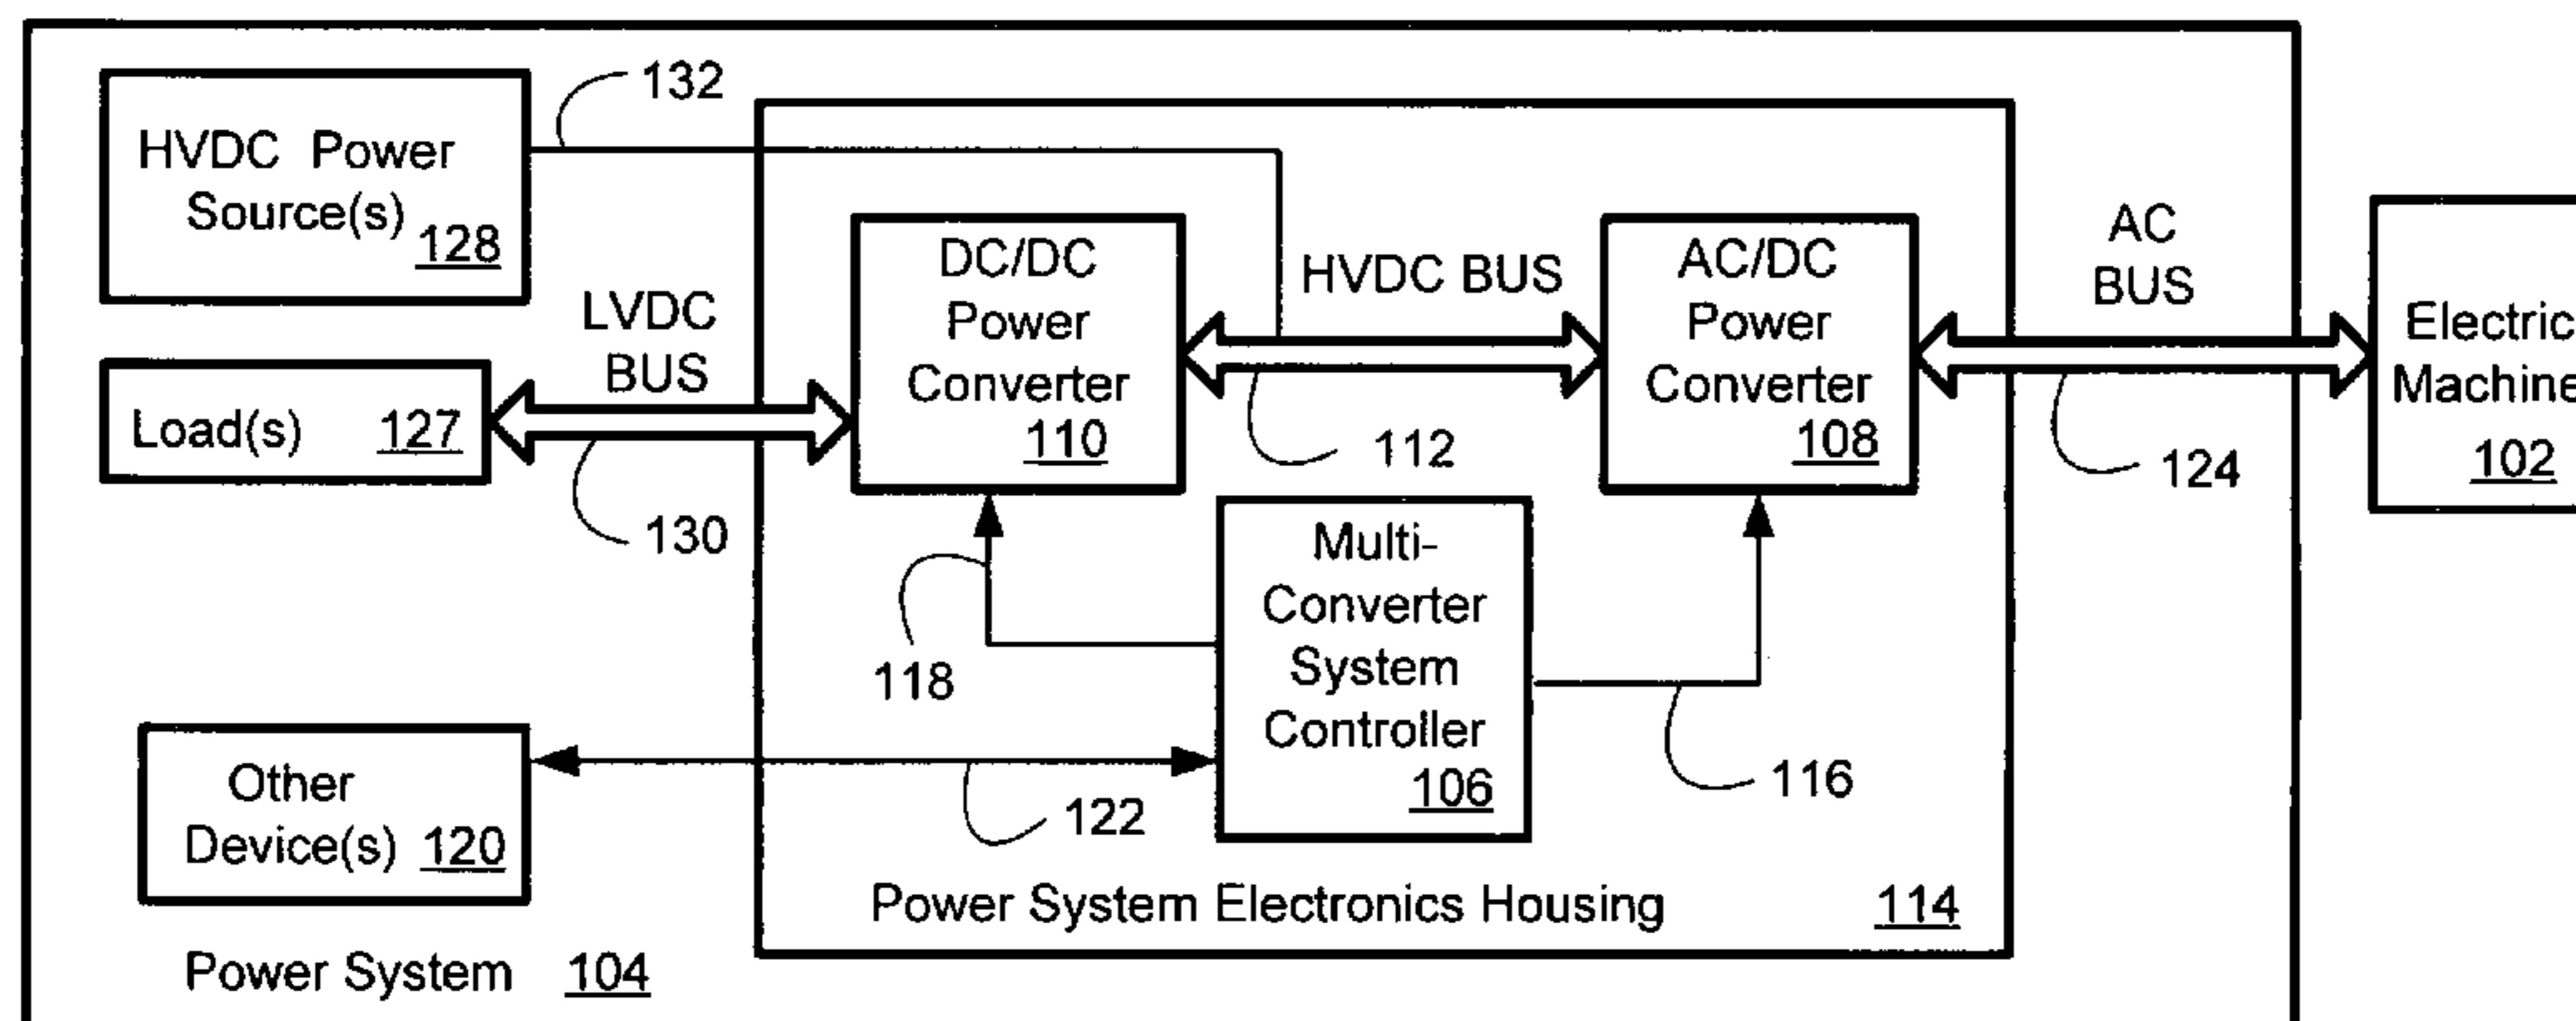 132
HVDC Power
Source(s) 128
LVDC
BUS
130
Load(s) 127
DC/DC
Power
Converter
110
HVDC BUS
112
AC/DC
Power
Converter
108
AC
BUS
124
Electric
Machine
102
118
Multi-
Converter
System
Controller
106
116
122
Other
Device(s) 120
Power System Electronics Housing 114
Power System 104